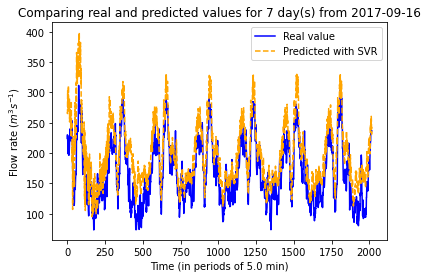 Comparing real and predicted values for 7 day(s) from 2017-09-16
Real value
Predicted with SVR
400
350
300
250
200
150
100
Flow rate (m³s⁻¹)
0 250 500 750 1000 1250 1500 1750 2000
Time (in periods of 5.0 min)